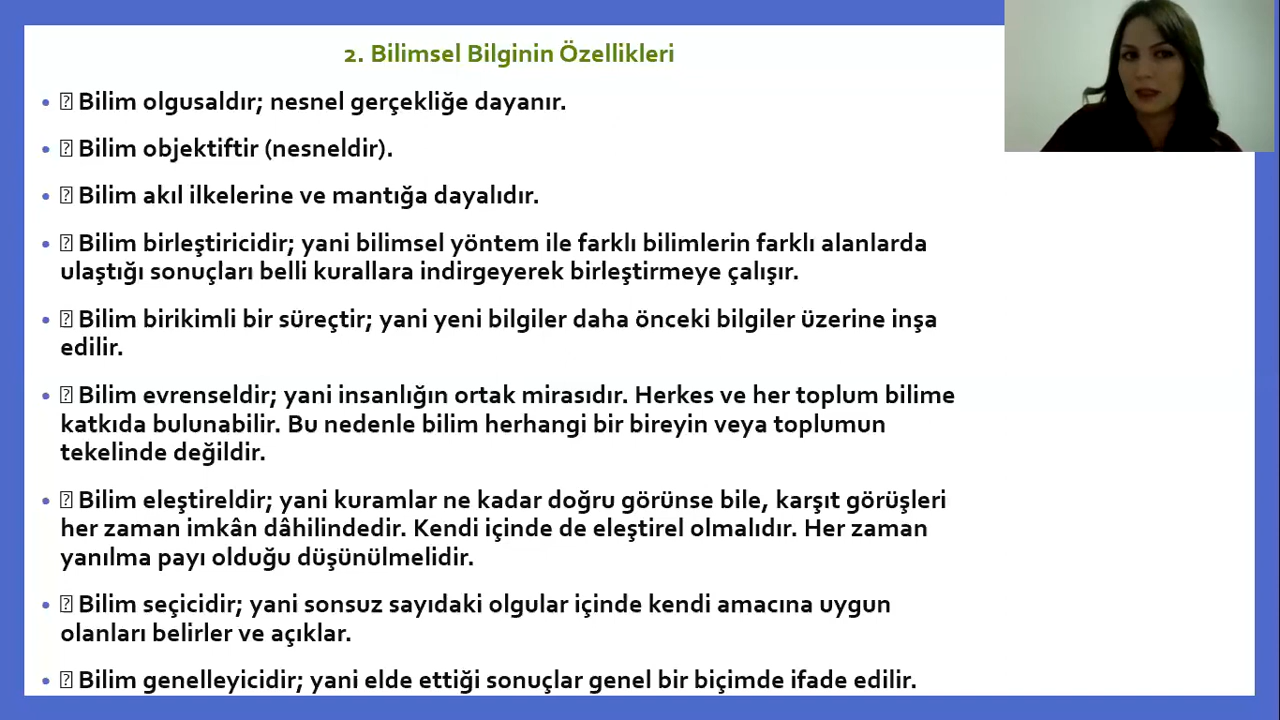 2. Bilimsel Bilginin Özellikleri
• Bilim olgusaldır; nesnel gerçekliğe dayanır.
• Bilim objektiftir (nesneldir).
• Bilim akıl ilkelerine ve mantığa dayalıdır.
• Bilim birleştiricidir; yani bilimsel yöntem ile farklı bilimlerin farklı alanlarda
ulaştığı sonuçları belli kurallara indirgeyerek birleştirmeye çalışır.
• Bilim birikimli bir süreçtir; yani yeni bilgiler daha önceki bilgiler üzerine inşa
edilir.
• Bilim evrenseldir; yani insanlığın ortak mirasıdır. Herkes ve her toplum bilime
katkıda bulunabilir. Bu nedenle bilim herhangi bir bireyin veya toplumun
tekelinde değildir.
• Bilim eleştireldir; yani kuramlar ne kadar doğru görünse bile, karşıt görüşleri
her zaman imkân dâhilindedir. Kendi içinde de eleştirel olmalıdır. Her zaman
yanılma payı olduğu düşünülmelidir.
• Bilim seçicidir; yani sonsuz sayıdaki olgular içinde kendi amacına uygun
olanları belirler ve açıklar.
• Bilim genelleyicidir; yani elde ettiği sonuçlar genel bir biçimde ifade edilir.